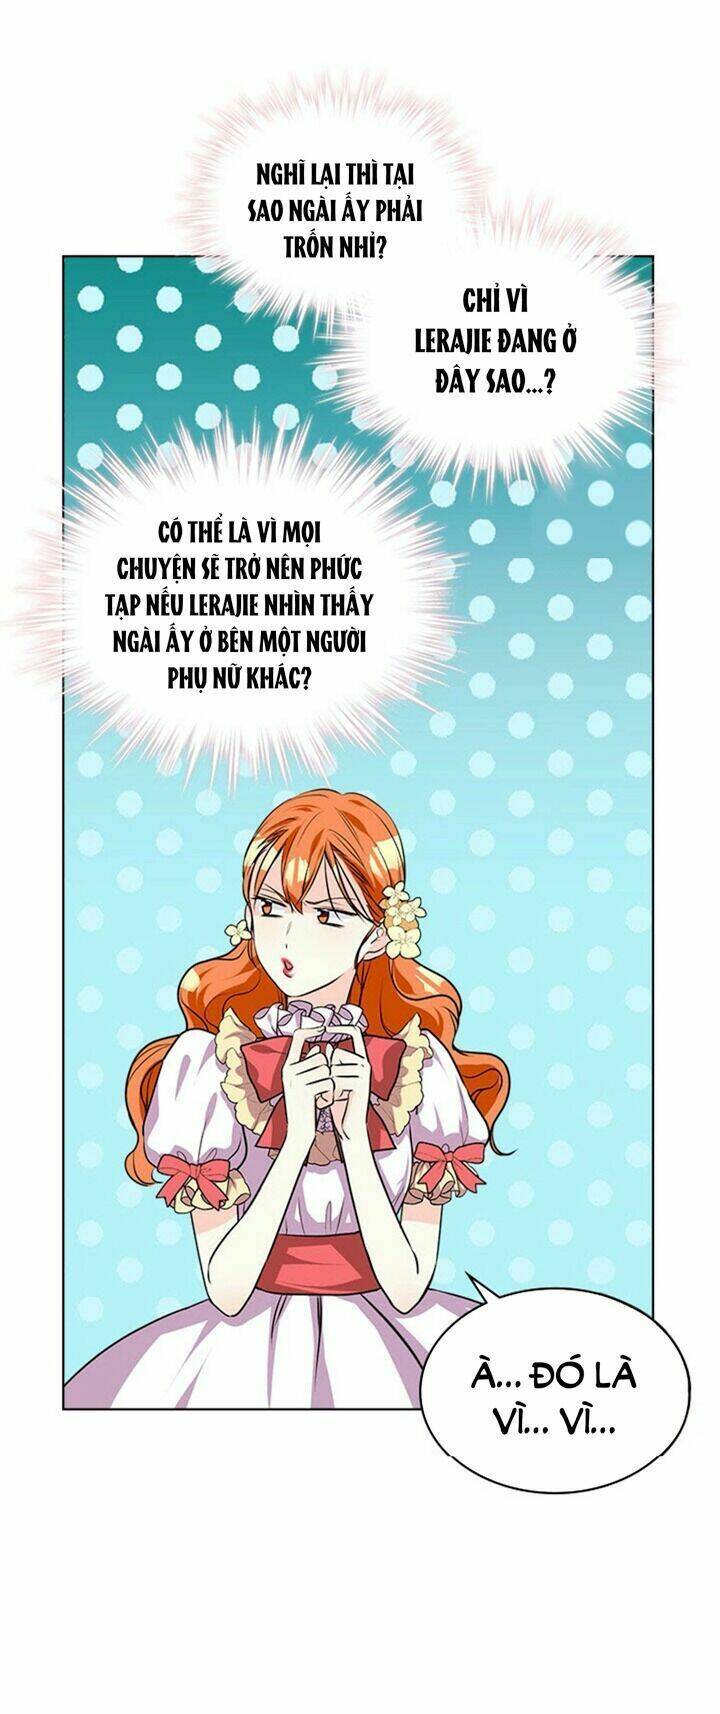 NGHĨ LẠI THÌ TẠI
SAO NGÀI ẤY PHẢI
TRỐN NHỈ?
CHỈ VÌ
LERAJIE ĐANG Ở
ĐÂY SAO...?
CÓ THỂ LÀ VÌ MỌI
CHUYỆN SẼ TRỞ NÊN PHỨC
TẠP NẾU LERAJIE NHÌN THẤY
NGÀI ẤY Ở BÊN MỘT NGƯỜI
PHỤ NỮ KHÁC?
À... ĐÓ LÀ
VÌ... VÌ...